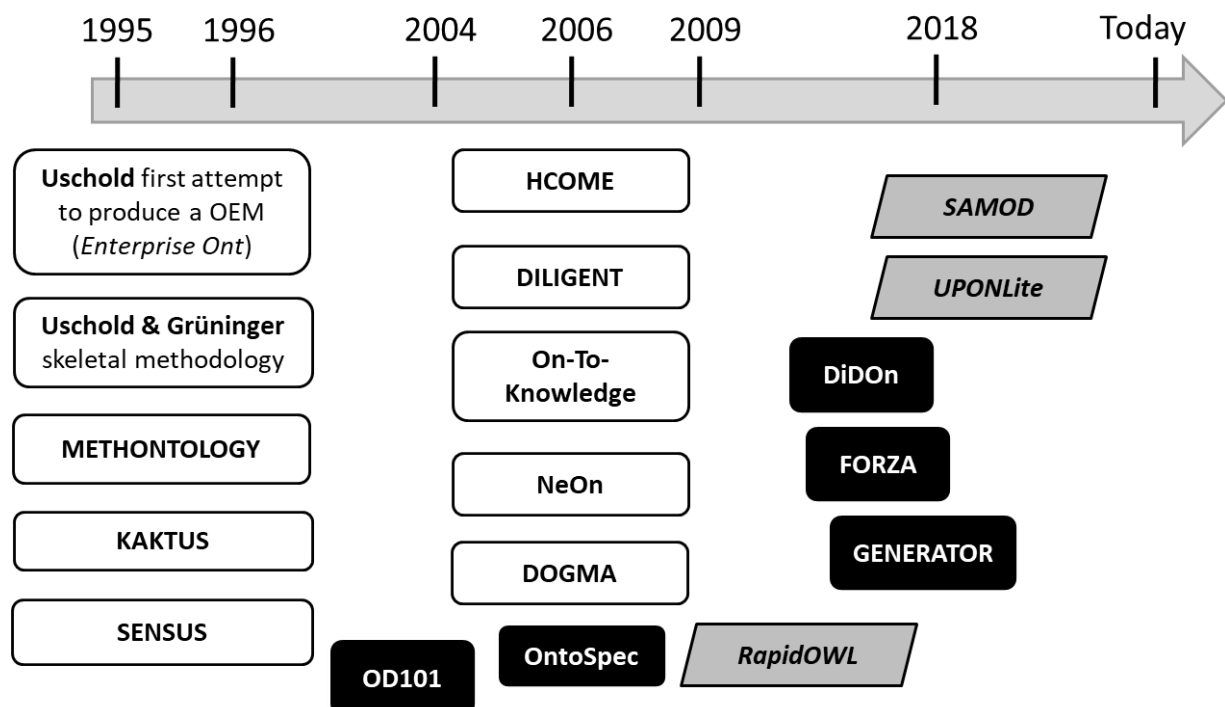 1995 1996 2004 2006 2009 2018 Today
Uschold first attempt
to produce a OEM
(Enterprise Ont)
Uschold & Grüninger
skeletal methodology
METHONTOLOGY
KAKTUS
SENSUS
HCOME
DILIGENT
On-To-
Knowledge
NeOn
DOGMA
OD101
OntoSpec
RapidOWL
SAMOD
UPONLite
DiDOn
FORZA
GENERATOR